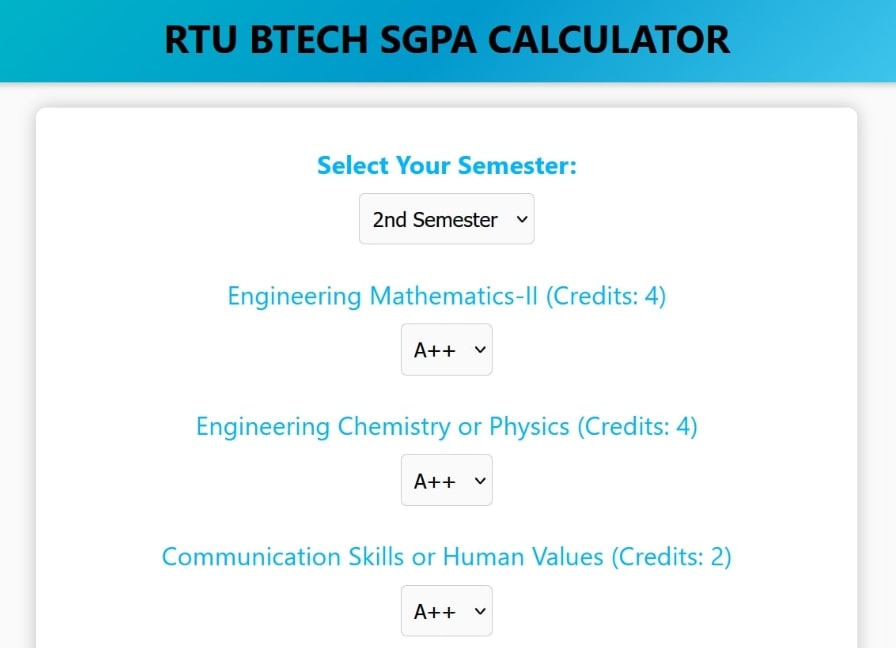 RTU BTECH SGPA CALCULATOR
Select Your Semester:
2nd Semester
Engineering Mathematics-II (Credits: 4)
A++
Engineering Chemistry or Physics (Credits: 4)
A++
Communication Skills or Human Values (Credits: 2)
A++